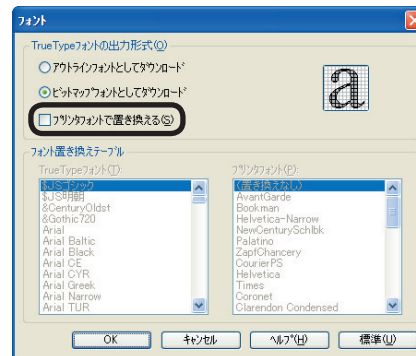 フォント
TrueTypeフォントの出力形式(O)
アウトラインフォントとしてダウンロード
ビットマップフォントとしてダウンロード
プリンタフォントで置き換える(S)
a
フォント置き換えテーブル
TrueTypeフォント(T):
$JSゴシック
$JS明朝
&CenturyOldst
&Gothic720
Arial
Arial Baltic
Arial Black
Arial CE
Arial CYR
Arial Greek
Arial Narrow
Arial TUR
プリンタフォント(P):
(置き換えなし)
AvantGarde
Bookman
Helvetica-Narrow
NewCenturySchlbk
Palatino
ZapfChancery
CourierPS
Helvetica
Times
Coronet
Clarendon Condensed
OK
キャンセル
ヘルプ(H)
標準(U)